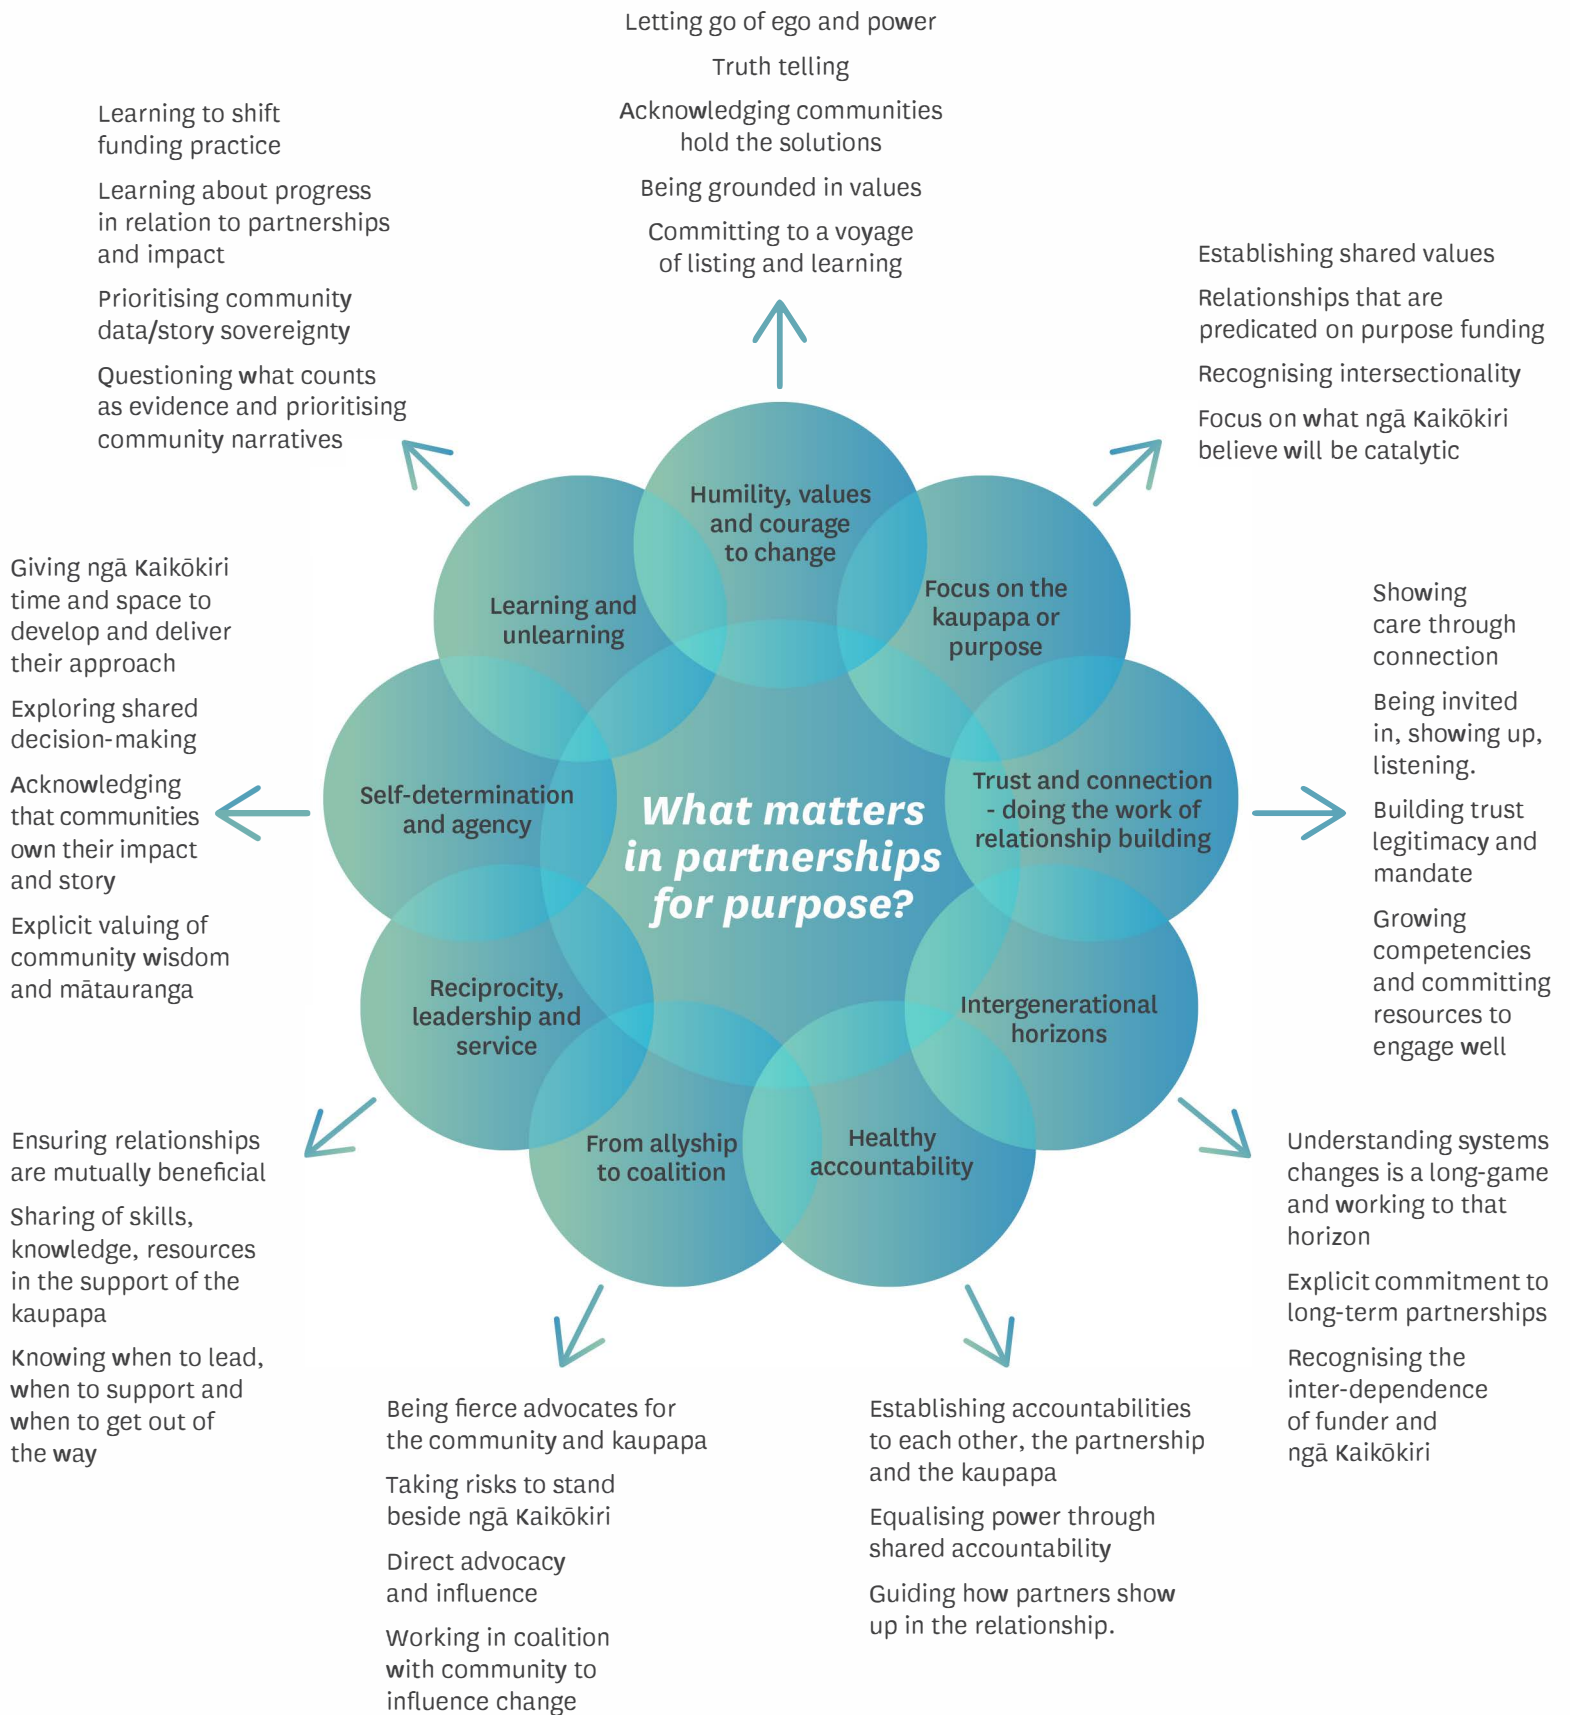 Letting go of ego and power
Truth telling
Acknowledging communities
hold the solutions
Being grounded in values
Committing to a voyage
of listing and learning
Learning to shift
funding practice
Learning about progress
in relation to partnerships
and impact
Prioritising community
data/story sovereignty
Questioning what counts
as evidence and prioritising
community narratives
Establishing shared values
Relationships that are
predicated on purpose funding
Recognising intersectionality
Focus on what ngā Kaikōkiri
believe will be catalytic
Giving ngā Kaikōkiri
time and space to
develop and deliver
their approach
Exploring shared
decision-making
Acknowledging
that communities
own their impact
and story
Explicit valuing of
community wisdom
and mātauranga
Humility, values
and courage
to change
Focus on the
kaupapa or
purpose
Learning and
unlearning
Trust and connection
- doing the work of
relationship building
Self-determination
and agency
What matters
in partnerships
for purpose?
Reciprocity,
leadership and
service
Intergenerational
horizons
From allyship
to coalition
Healthy
accountability
Showing
care through
connection
Being invited
in, showing up,
listening.
Building trust
legitimacy and
mandate
Growing
competencies
and committing
resources to
engage well
Ensuring relationships
are mutually beneficial
Sharing of skills,
knowledge, resources
in the support of the
kaupapa
Knowing when to lead,
when to support and
when to get out of
the way
Being fierce advocates for
the community and kaupapa
Taking risks to stand
beside ngā Kaikōkiri
Direct advocacy
and influence
Working in coalition
with community to
influence change
Establishing accountabilities
to each other, the partnership
and the kaupapa
Equalising power through
shared accountability
Guiding how partners show
up in the relationship.
Understanding systems
changes is a long-game
and working to that
horizon
Explicit commitment to
long-term partnerships
Recognising the
inter-dependence
of funder and
ngā Kaikōkiri